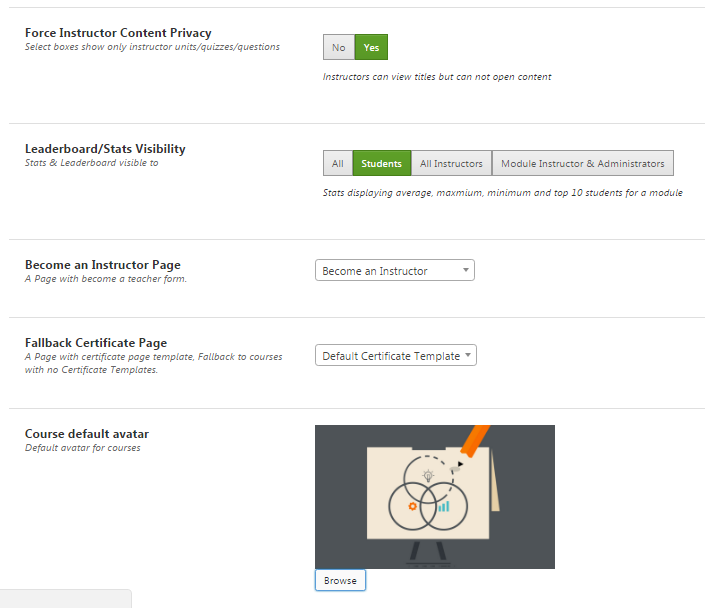 Force Instructor Content Privacy
Select boxes show only instructor units/quizzes/questions
No Yes
Instructors can view titles but can not open content
Leaderboard/Stats Visibility
Stats & Leaderboard visible to
All Students All Instructors Module Instructor & Administrators
Stats displaying average, maxmium, minimum and top 10 students for a module
Become an Instructor Page
A Page with become a teacher form.
Become an Instructor
Fallback Certificate Page
A Page with certificate page template, Fallback to courses
with no Certificate Templates.
Default Certificate Template
Course default avatar
Default avatar for courses
Browse